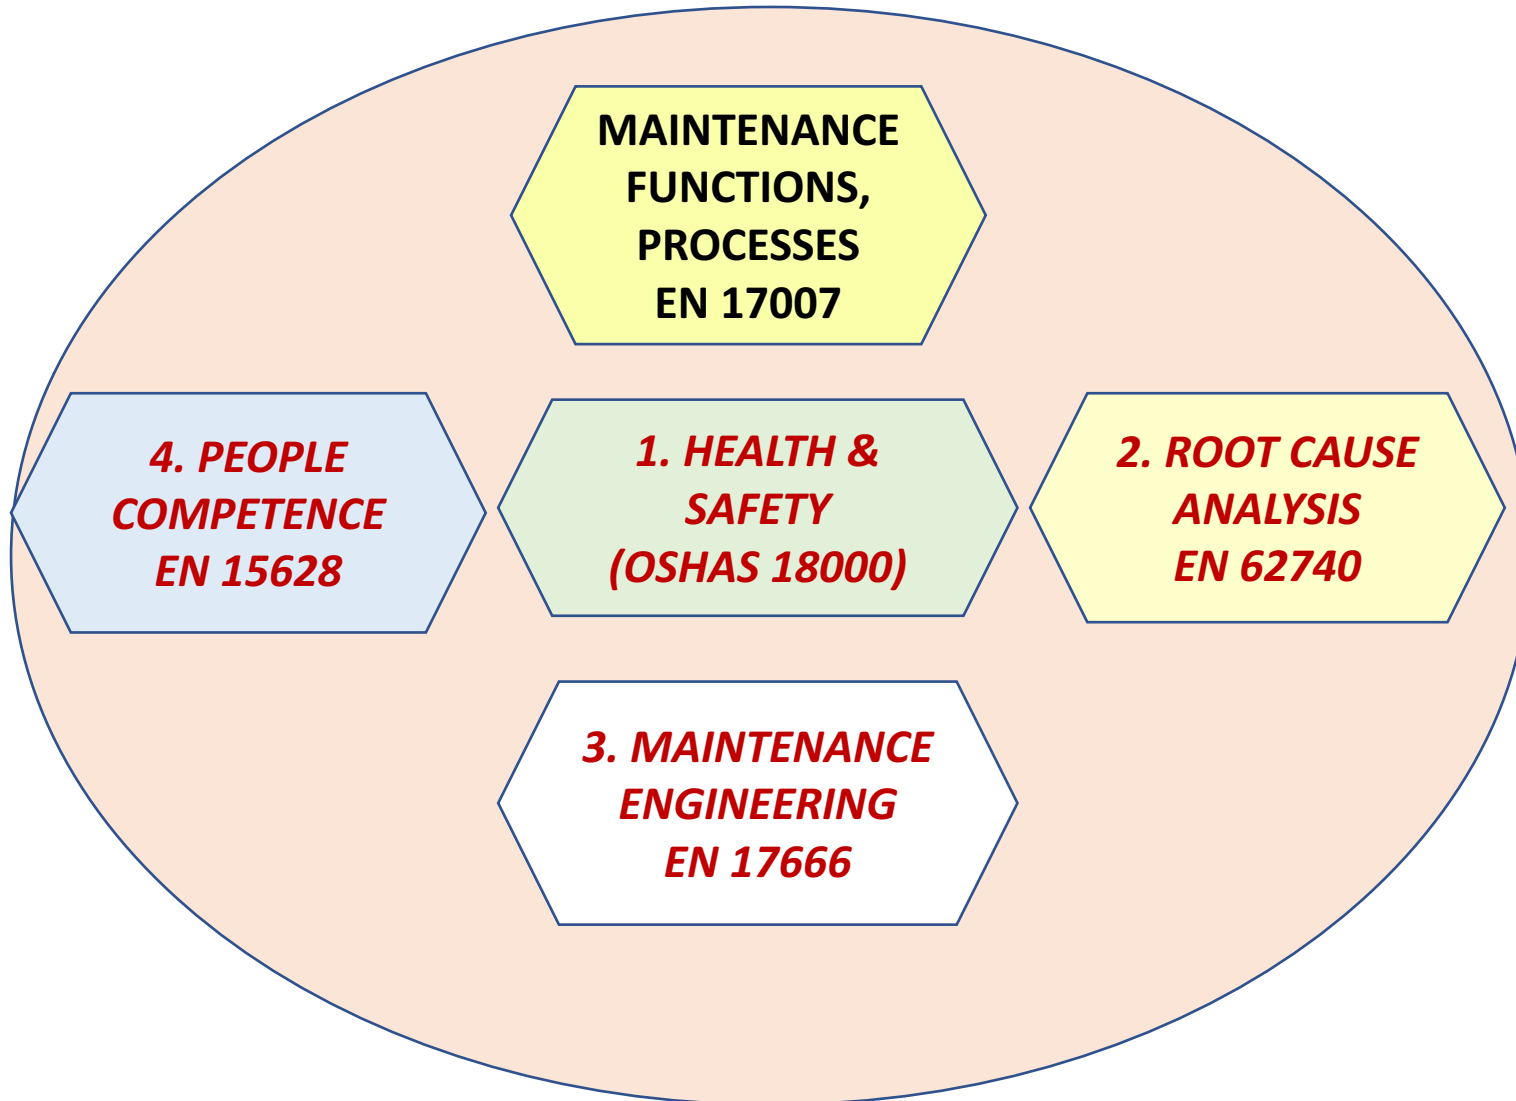 MAINTENANCE
FUNCTIONS,
PROCESSES
EN 17007
4. PEOPLE
COMPETENCE
EN 15628
1. HEALTH &
SAFETY
(OSHAS 18000)
2. ROOT CAUSE
ANALYSIS
EN 62740
3. MAINTENANCE
ENGINEERING
EN 17666